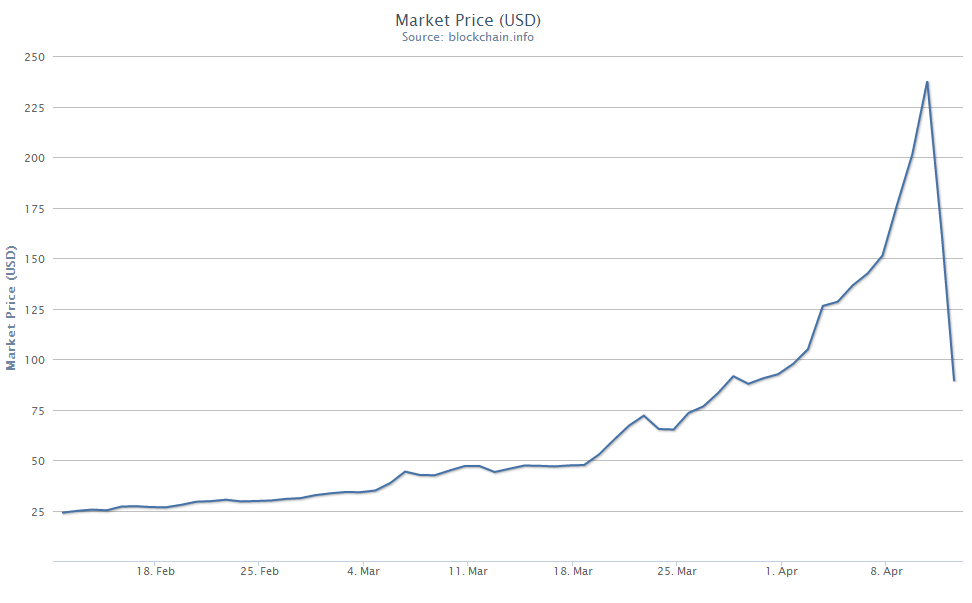 Market Price (USD)
Source: blockchain.info
250
225
200
175
150
125
100
75
50
25
Market Price (USD)
18. Feb
25. Feb
4. Mar
11. Mar
18. Mar
25. Mar
1. Apr
8. Apr